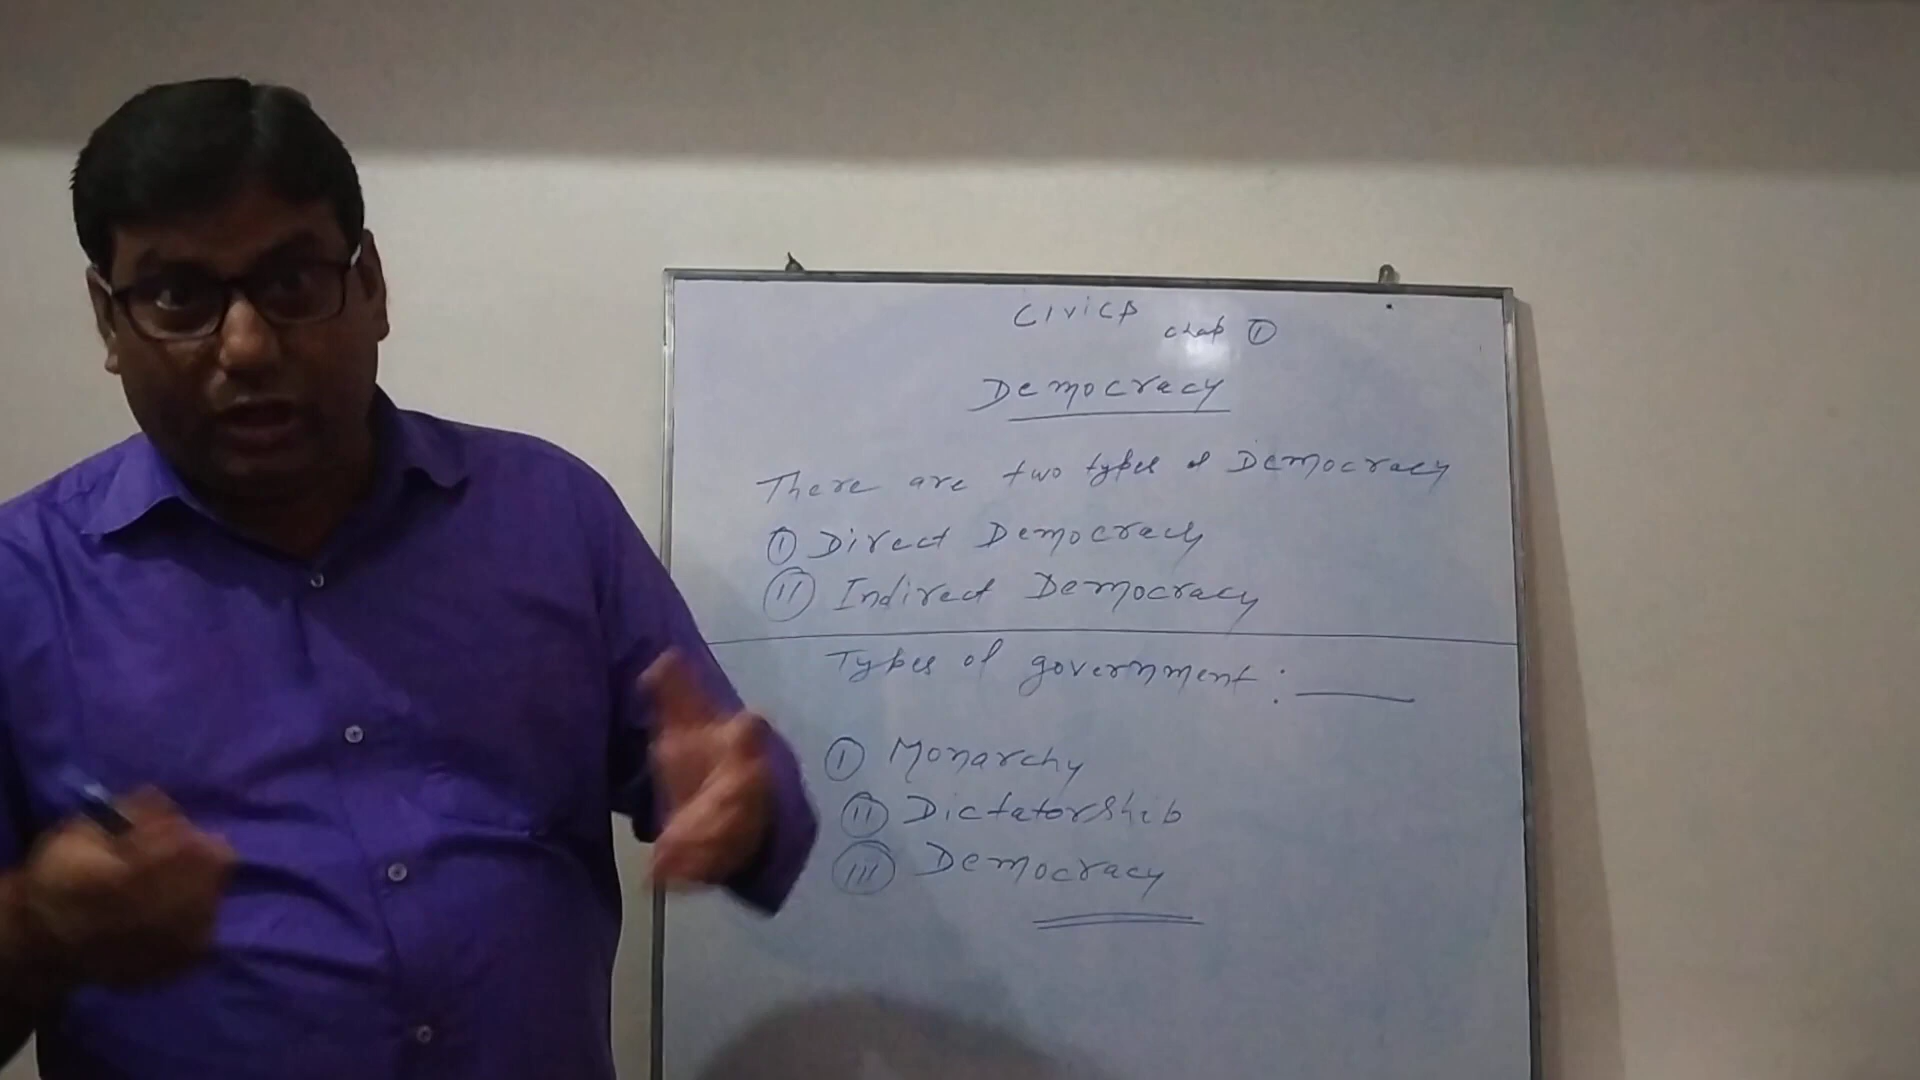 Civics
chap ①
Democracy
There are two types of Democracy
Ⓘ Direct Democracy
(II) Indirect Democracy
Types of government :
Ⓘ Monarchy
(II) Dictatorship
(III) Democracy